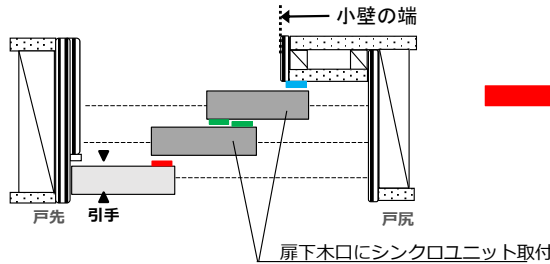 小壁の端
戸先
引手
戸尻
扉下木口にシンクロユニット取付